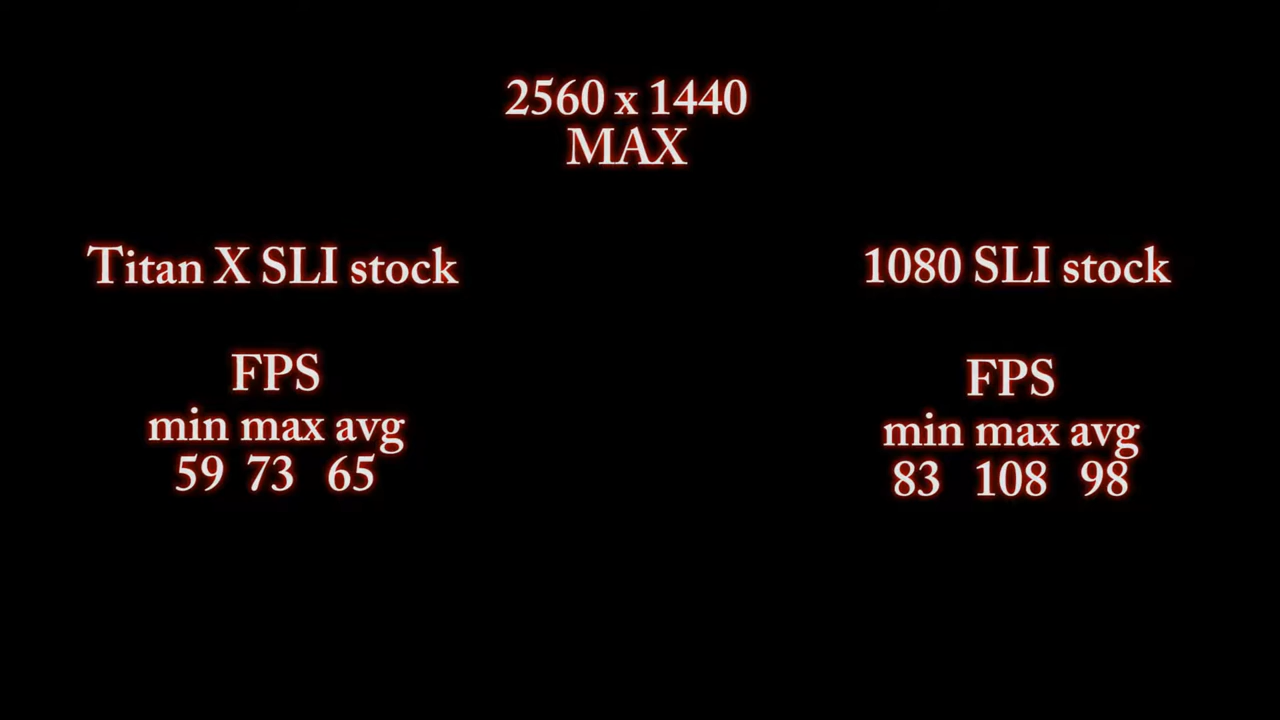 2560 x 1440
MAX
Titan X SLI stock
FPS
min max avg
59 73 65
1080 SLI stock
FPS
min max avg
83 108 98